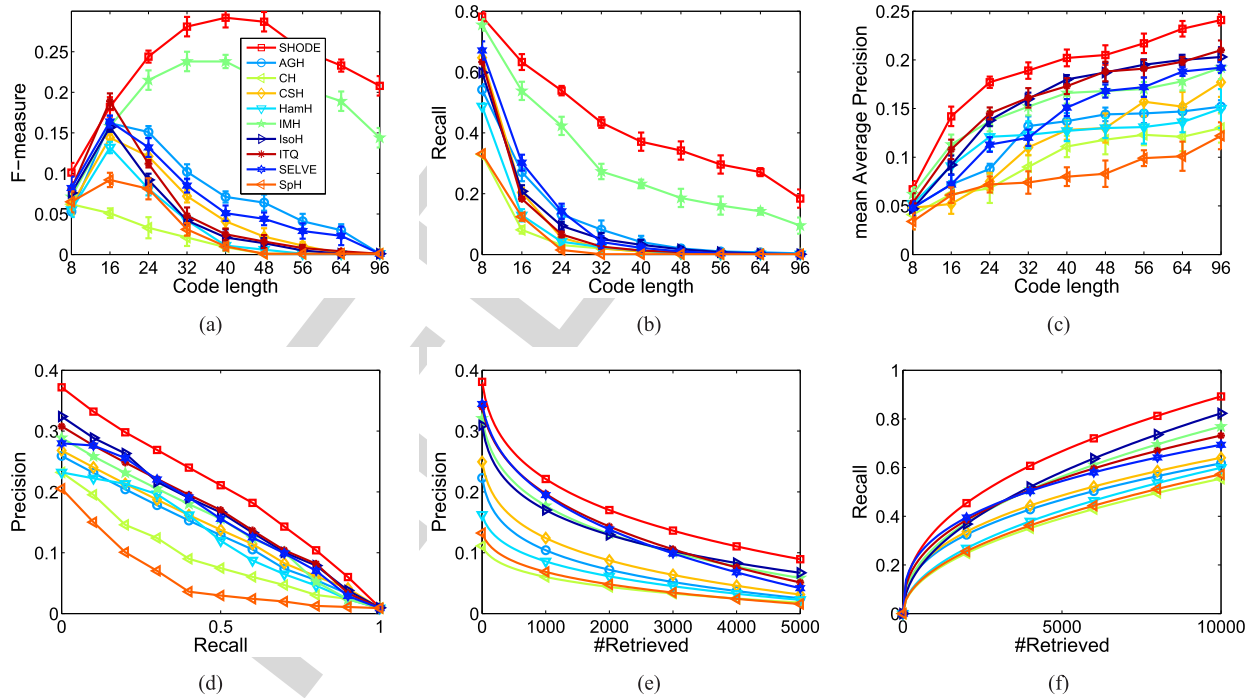 0.25
0.2
0.15
0.1
0.05
0
F-measure
8 16 24 32 40 48 56 64 96
Code length
SHODE
AGH
CH
CSH
HamH
IMH
IsoH
ITQ
SELVE
SpH
(a)
0.8
0.6
0.4
0.2
0
Recall
8 16 24 32 40 48 56 64 96
Code length
(b)
0.25
0.2
0.15
0.1
0.05
0
mean Average Precision
8 16 24 32 40 48 56 64 96
Code length
(c)
0.4
0.3
0.2
0.1
0
Precision
0 0.5 1
Recall
(d)
0.4
0.3
0.2
0.1
0
Precision
0 1000 2000 3000 4000 5000
#Retrieved
(e)
1
0.8
0.6
0.4
0.2
0
Recall
0 5000 10000
#Retrieved
(f)